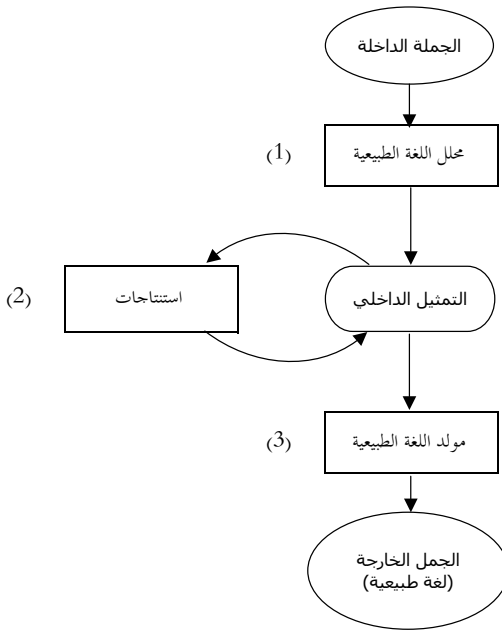 الجملة الداخلة
(1)
محلل اللغة الطبيعية
(2)
استنتاجات
التمثيل الداخلي
(3)
مولد اللغة الطبيعية
الجمل الخارجة
(لغة طبيعية)